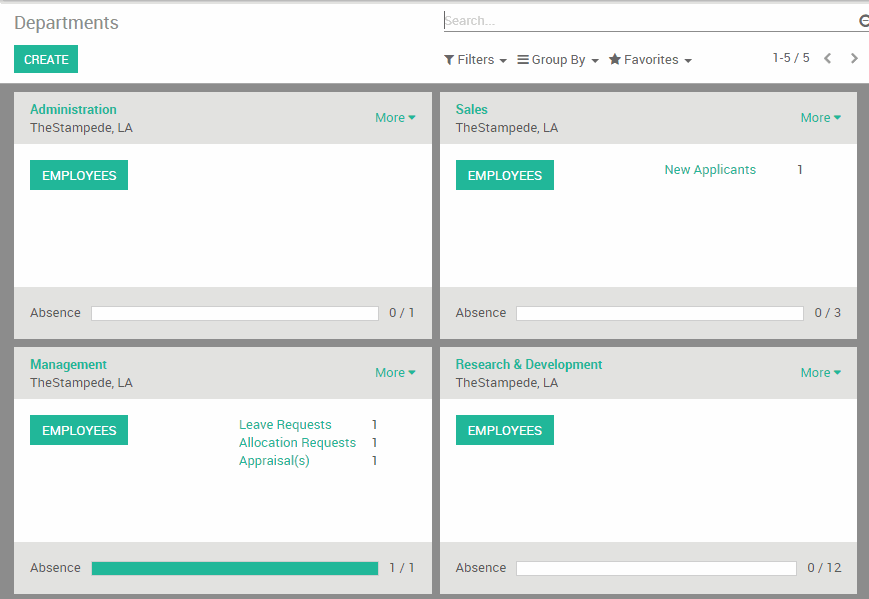 Departments
Search...
CREATE
Filters Group By Favorites 1-5 / 5
Administration
TheStampede, LA
More
EMPLOYEES
Absence 0 / 1
Sales
TheStampede, LA
More
EMPLOYEES
New Applicants 1
Absence 0 / 3
Management
TheStampede, LA
More
EMPLOYEES
Leave Requests 1
Allocation Requests 1
Appraisal(s) 1
Absence 1 / 1
Research & Development
TheStampede, LA
More
EMPLOYEES
Absence 0 / 12